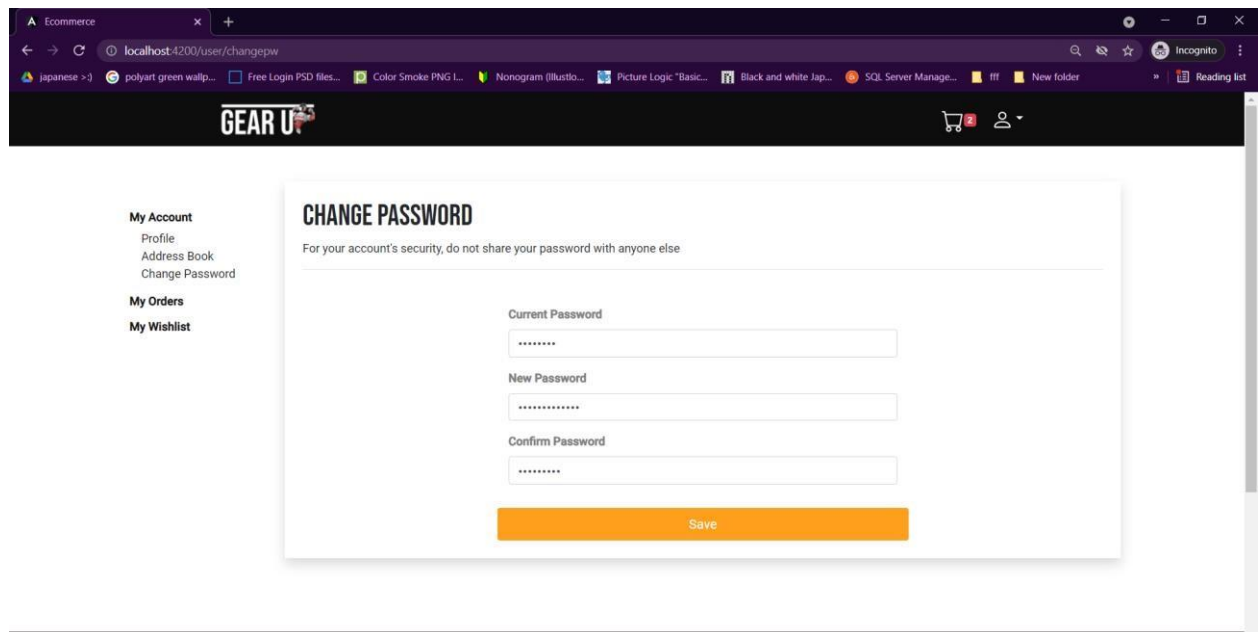 Ecommerce
localhost:4200/user/changepw
Incognito
japanese >:)
polyart green wallp...
Free Login PSD files...
Color Smoke PNG I...
Nonogram (Illustlo...
Picture Logic "Basic...
Black and white Jap...
SQL Server Manage...
fff
New folder
»
Reading list
GEAR UP
2
My Account
Profile
Address Book
Change Password
My Orders
My Wishlist
CHANGE PASSWORD
For your account's security, do not share your password with anyone else
Current Password
••••••••
New Password
•••••••••••••
Confirm Password
•••••••••
Save